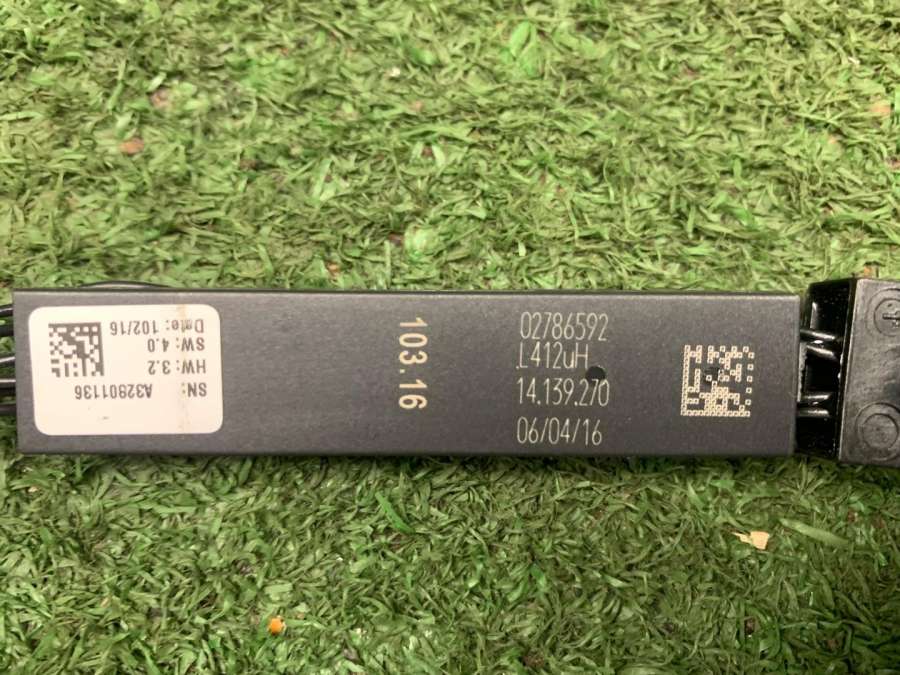 SN: A32801136
HW: 3.2
SW: 4.0
Date: 102/16
103.16
02786592
L412uH
14.139.270
06/04/16